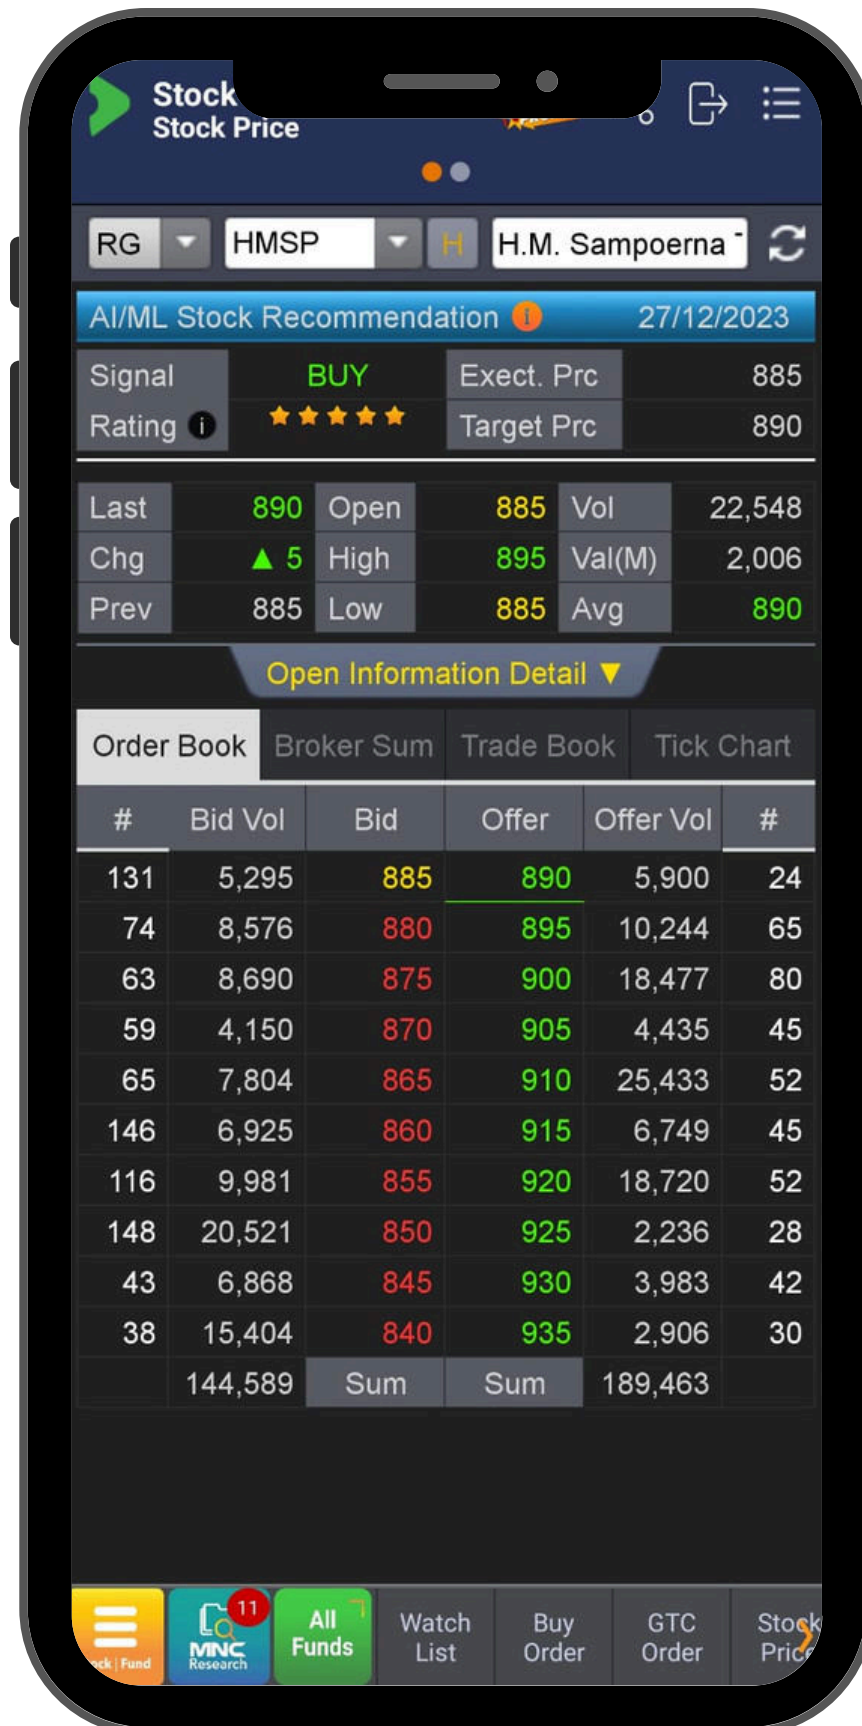 Stock
Stock Price
RG HMSP H H.M. Sampoerna
AI/ML Stock Recommendation i 27/12/2023
Signal BUY Exect. Prc 885
Rating i Target Prc 890
Last 890 Open 885 Vol 22,548
Chg ▲ 5 High 895 Val(M) 2,006
Prev 885 Low 885 Avg 890
Open Information Detail ▼
Order Book Broker Sum Trade Book Tick Chart
# Bid Vol Bid Offer Offer Vol #
131 5,295 885 890 5,900 24
74 8,576 880 895 10,244 65
63 8,690 875 900 18,477 80
59 4,150 870 905 4,435 45
65 7,804 865 910 25,433 52
146 6,925 860 915 6,749 45
116 9,981 855 920 18,720 52
148 20,521 850 925 2,236 28
43 6,868 845 930 3,983 42
38 15,404 840 935 2,906 30
144,589 Sum Sum 189,463
ock | Fund
11
MNC
Research
All
Funds
Watch
List
Buy
Order
GTC
Order
Stock
Price